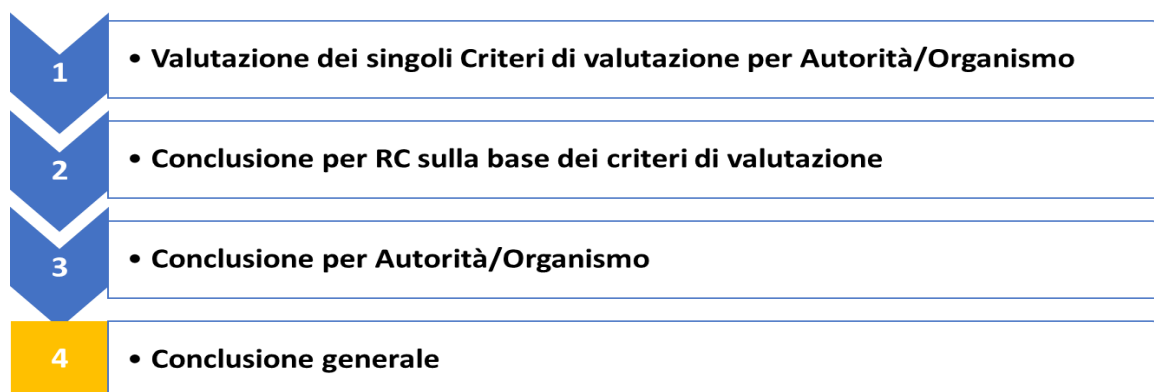 1
• Valutazione dei singoli Criteri di valutazione per Autorità/Organismo
2
• Conclusione per RC sulla base dei criteri di valutazione
3
• Conclusione per Autorità/Organismo
4
• Conclusione generale